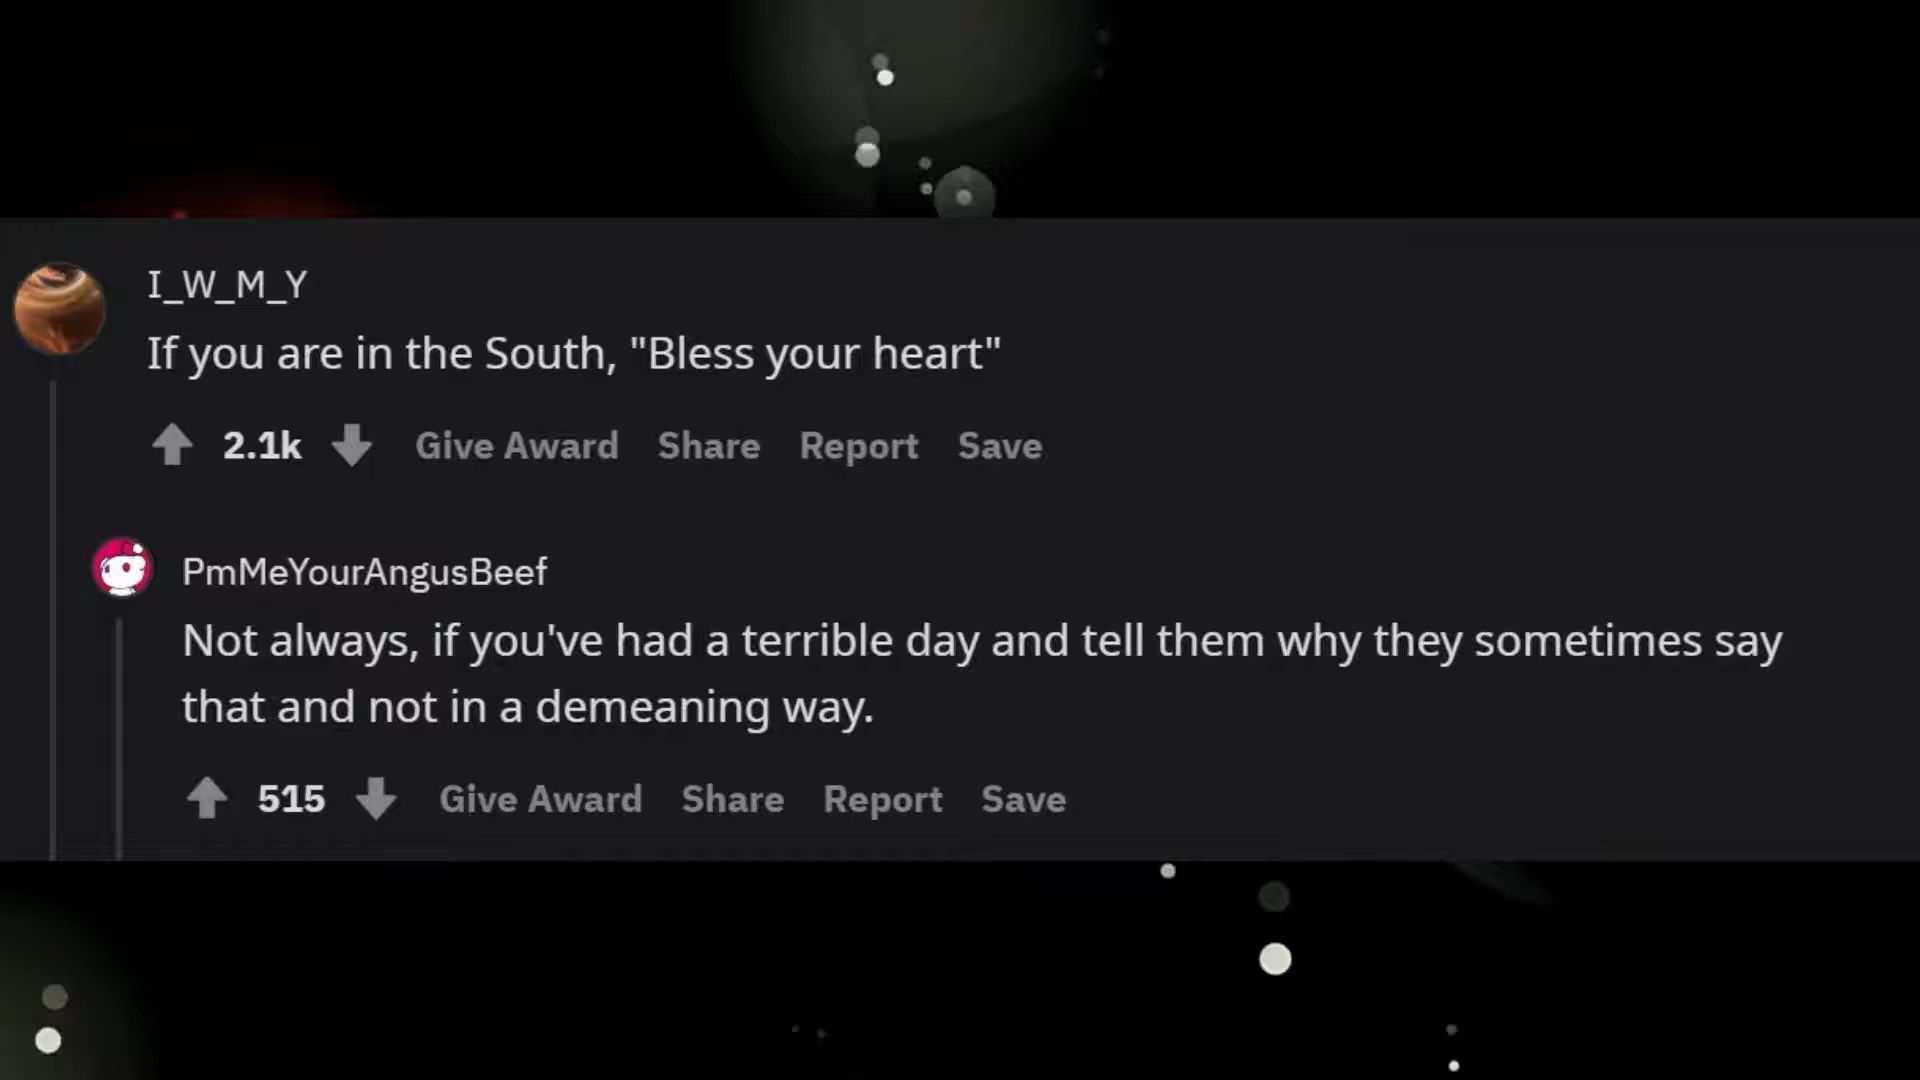 I_W_M_Y
If you are in the South, "Bless your heart"
2.1k Give Award Share Report Save
PmMeYourAngusBeef
Not always, if you've had a terrible day and tell them why they sometimes say
that and not in a demeaning way.
515 Give Award Share Report Save